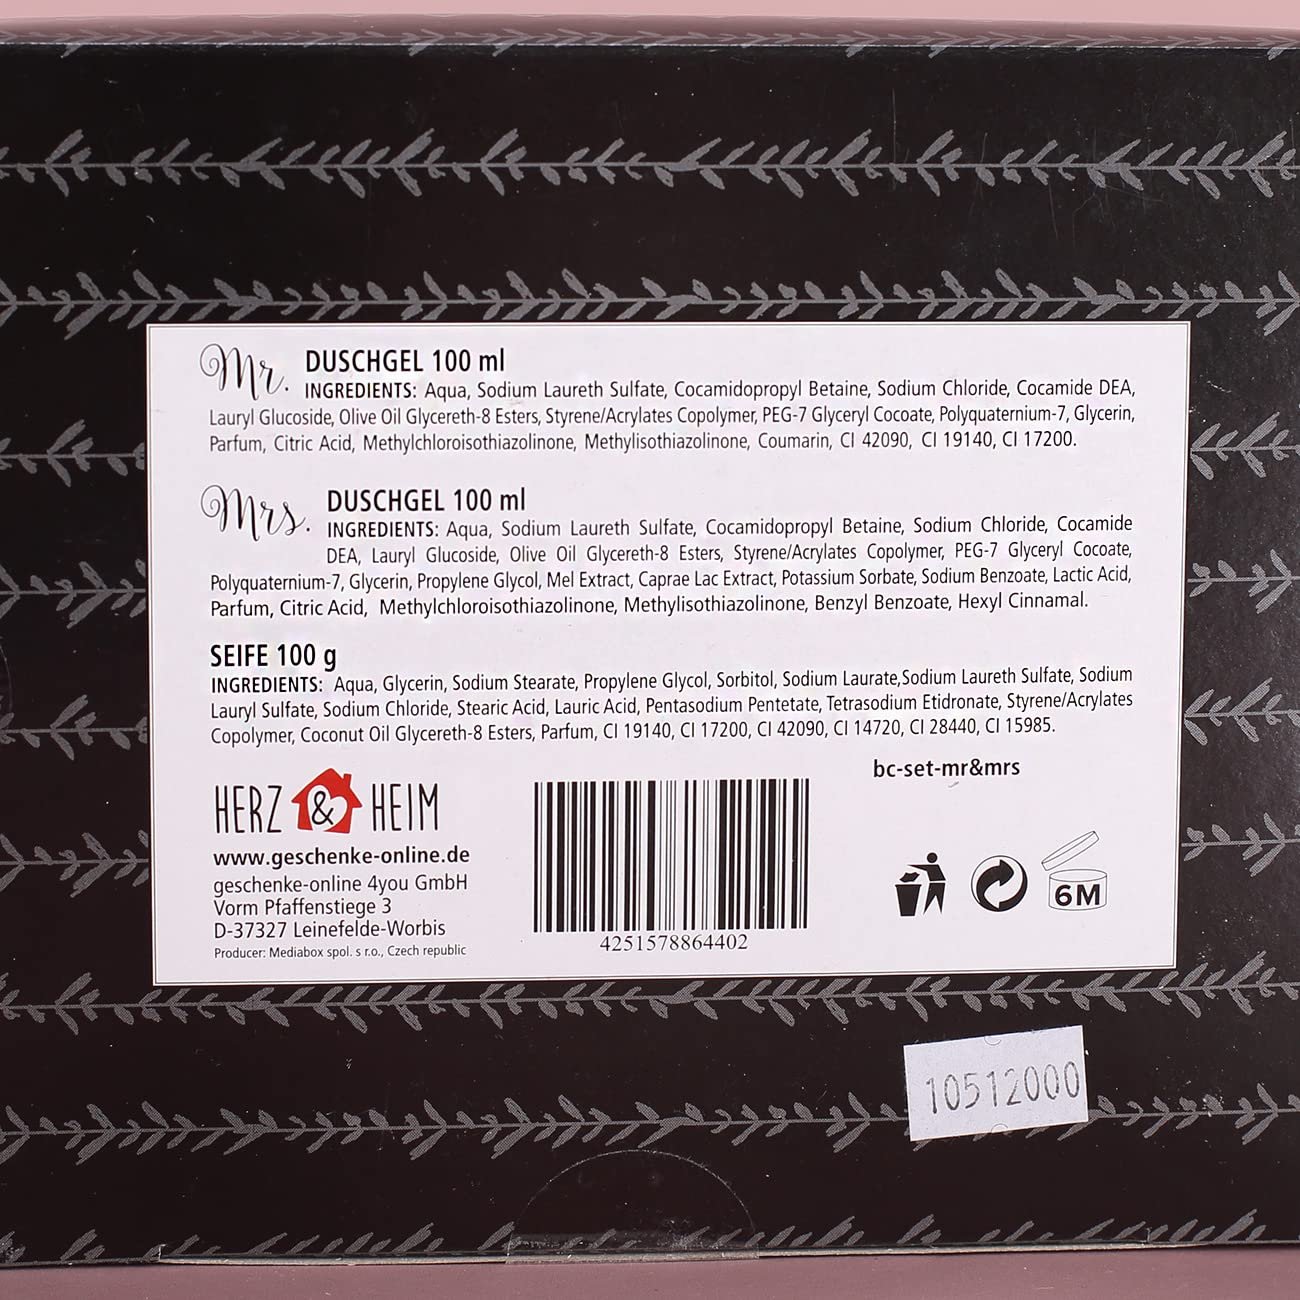 Mr. DUSCHGEL 100 ml
INGREDIENTS: Aqua, Sodium Laureth Sulfate, Cocamidopropyl Betaine, Sodium Chloride, Cocamide DEA,
Lauryl Glucoside, Olive Oil Glycereth-8 Esters, Styrene/Acrylates Copolymer, PEG-7 Glyceryl Cocoate, Polyquaternium-7, Glycerin,
Parfum, Citric Acid, Methylchloroisothiazolinone, Methylisothiazolinone, Coumarin, CI 42090, CI 19140, CI 17200.
Mrs. DUSCHGEL 100 ml
INGREDIENTS: Aqua, Sodium Laureth Sulfate, Cocamidopropyl Betaine, Sodium Chloride, Cocamide
DEA, Lauryl Glucoside, Olive Oil Glycereth-8 Esters, Styrene/Acrylates Copolymer, PEG-7 Glyceryl Cocoate,
Polyquaternium-7, Glycerin, Propylene Glycol, Mel Extract, Caprae Lac Extract, Potassium Sorbate, Sodium Benzoate, Lactic Acid,
Parfum, Citric Acid, Methylchloroisothiazolinone, Methylisothiazolinone, Benzyl Benzoate, Hexyl Cinnamal.
SEIFE 100 g
INGREDIENTS: Aqua, Glycerin, Sodium Stearate, Propylene Glycol, Sorbitol, Sodium Laurate,Sodium Laureth Sulfate, Sodium
Lauryl Sulfate, Sodium Chloride, Stearic Acid, Lauric Acid, Pentasodium Pentetate, Tetrasodium Etidronate, Styrene/Acrylates
Copolymer, Coconut Oil Glycereth-8 Esters, Parfum, CI 19140, CI 17200, CI 42090, CI 14720, CI 28440, CI 15985.
bc-set-mr&mrs
HERZ & HEIM
www.geschenke-online.de
geschenke-online 4you GmbH
Vorm Pfaffenstiege 3
D-37327 Leinefelde-Worbis
Producer: Mediabox spol. s r.o., Czech republic
4251578864402
6M
10512000